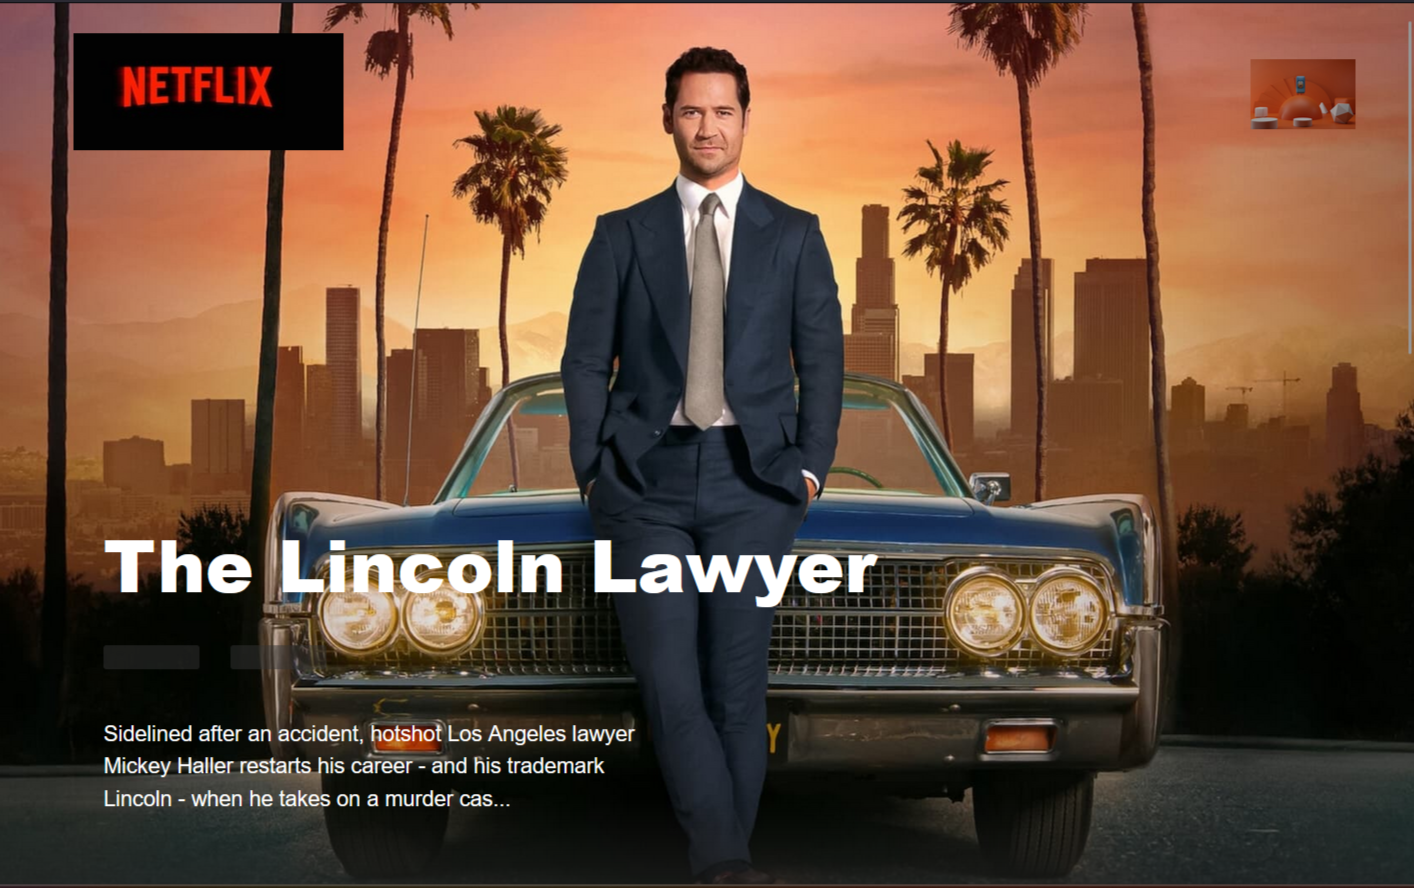 NETFLIX
The Lincoln Lawyer
Sidelined after an accident, hotshot Los Angeles lawyer
Mickey Haller restarts his career - and his trademark
Lincoln - when he takes on a murder cas...
Y